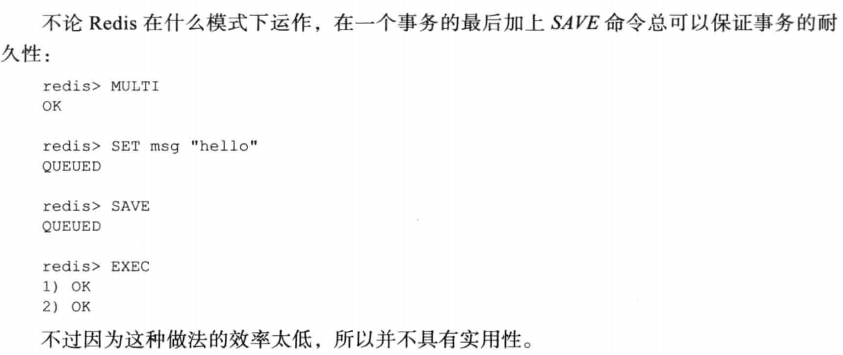 不论 Redis 在什么模式下运作，在一个事务的最后加上 SAVE 命令总可以保证事务的耐
久性：
redis> MULTI
OK
redis> SET msg "hello"
QUEUED
redis> SAVE
QUEUED
redis> EXEC
1) OK
2) OK
不过因为这种做法的效率太低，所以并不具有实用性。